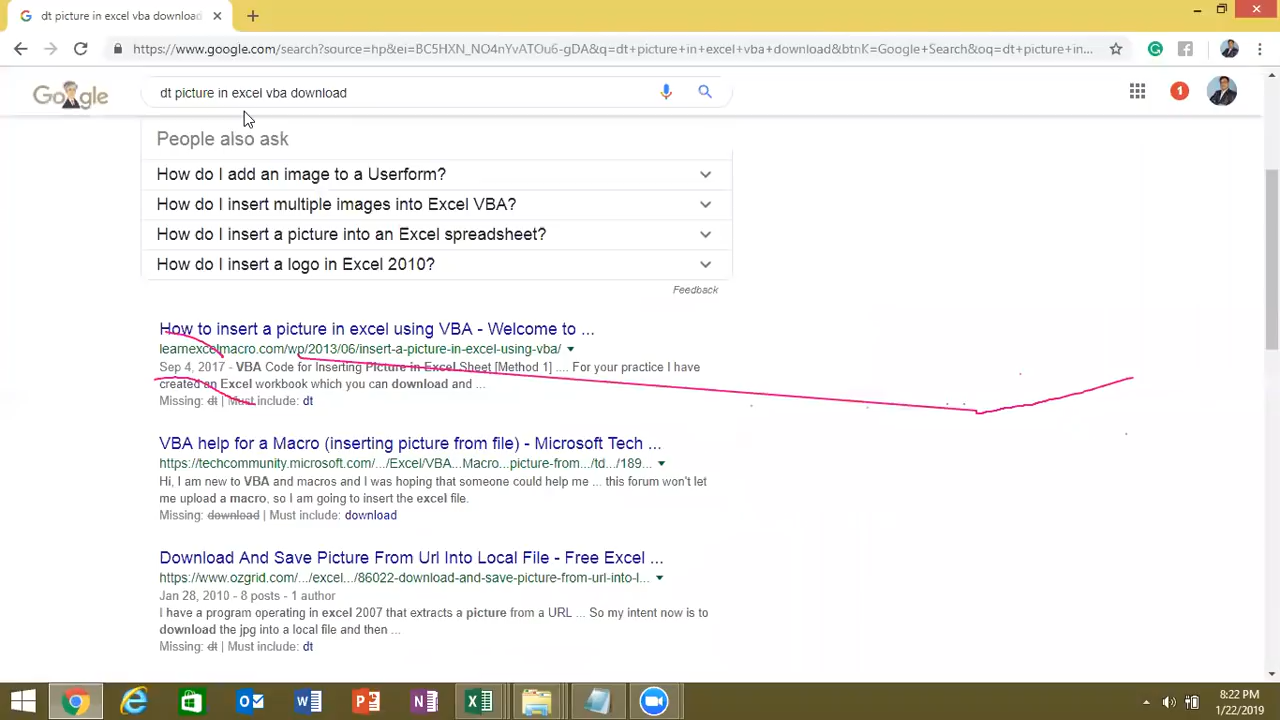 dt picture in excel vba download
https://www.google.com/search?source=hp&ei=BC5HXN_NO4nYvATOu6-gDA&q=dt+picture+in+excel+vba+download&btnK=Google+Search&oq=dt+picture+in...
Google
dt picture in excel vba download
1
People also ask
How do I add an image to a Userform?
How do I insert multiple images into Excel VBA?
How do I insert a picture into an Excel spreadsheet?
How do I insert a logo in Excel 2010?
Feedback
How to insert a picture in excel using VBA - Welcome to ...
learnexcelmacro.com/wp/2013/06/insert-a-picture-in-excel-using-vba/
Sep 4, 2017 - VBA Code for Inserting Picture in Excel Sheet [Method 1] .... For your practice I have
created an Excel workbook which you can download and ...
Missing: dt | Must include: dt
VBA help for a Macro (inserting picture from file) - Microsoft Tech ...
https://techcommunity.microsoft.com/.../Excel/VBA...Macro...picture-from.../td.../189...
Hi, I am new to VBA and macros and I was hoping that someone could help me ... this forum won't let
me upload a macro, so I am going to insert the excel file.
Missing: download | Must include: download
Download And Save Picture From Url Into Local File - Free Excel ...
https://www.ozgrid.com/.../excel.../86022-download-and-save-picture-from-url-into-l...
Jan 28, 2010 - 8 posts - 1 author
I have a program operating in excel 2007 that extracts a picture from a URL ... So my intent now is to
download the jpg into a local file and then ...
Missing: dt | Must include: dt
8:22 PM
1/22/2019